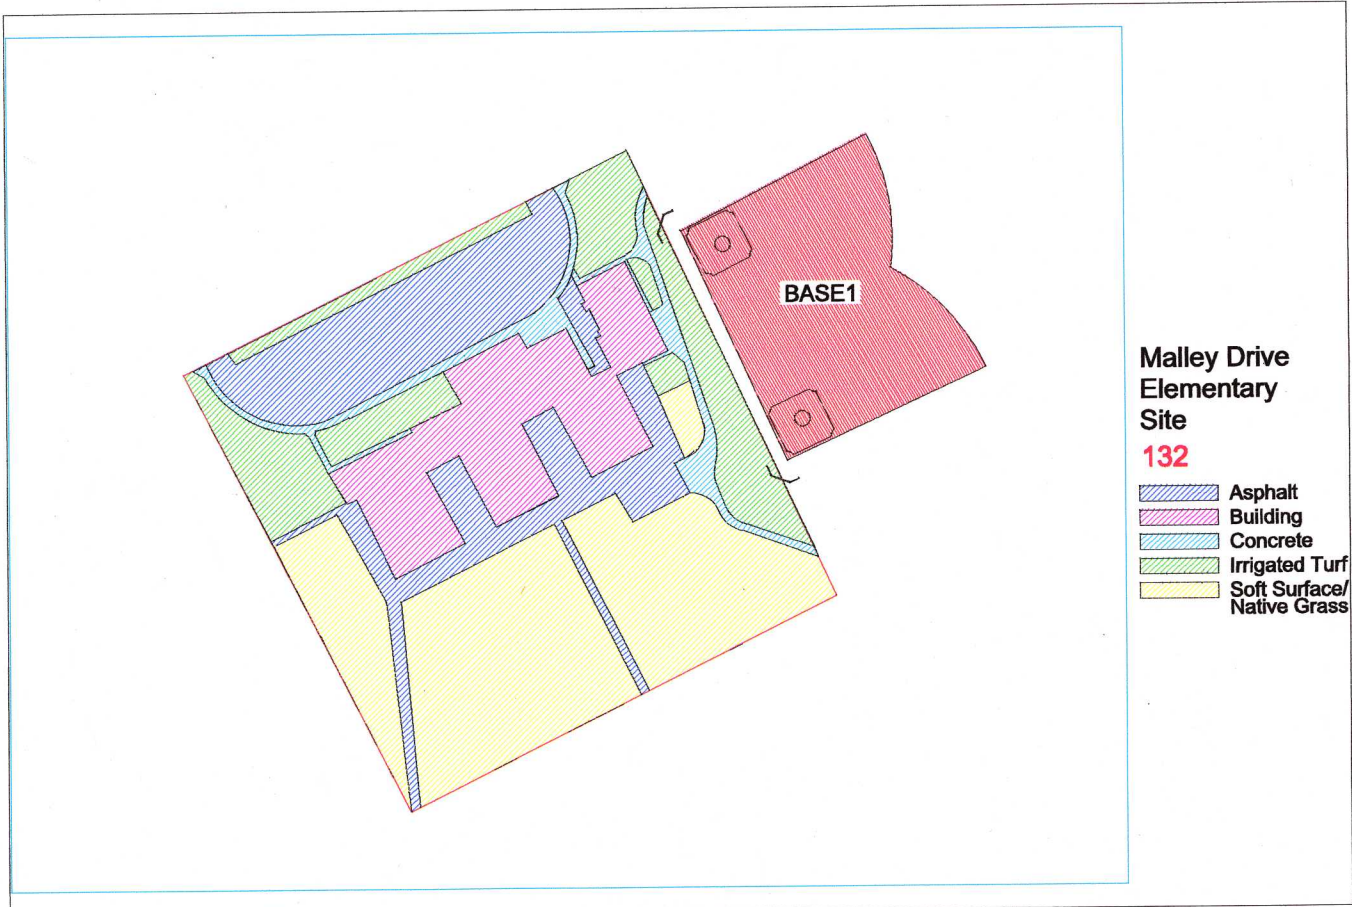 BASE1
Malley Drive
Elementary
Site
132
Asphalt
Building
Concrete
Irrigated Turf
Soft Surface/
Native Grass